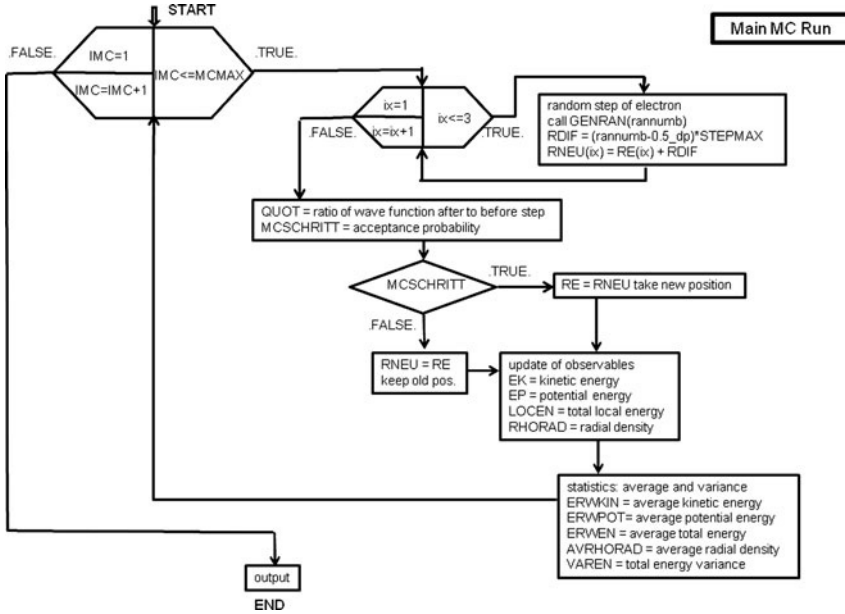 START
Main MC Run
.FALSE.
IMC=1
IMC=IMC+1
IMC<=MCMAX
.TRUE.
ix=1
ix=ix+1
ix<=3
.FALSE.
.TRUE.
random step of electron
call GENRAN(rannumb)
RDIF = (rannumb-0.5_dp)*STEPMAX
RNEU(ix) = RE(ix) + RDIF
QUOT = ratio of wave function after to before step
MCSCHRITT = acceptance probability
MCSCHRITT
.TRUE.
RE = RNEU take new position
.FALSE.
RNEU = RE
keep old pos.
update of observables
EK = kinetic energy
EP = potential energy
LOCEN = total local energy
RHORAD = radial density
statistics: average and variance
ERWKIN = average kinetic energy
ERWPOT= average potential energy
ERWEN = average total energy
AVRHORAD = average radial density
VAREN = total energy variance
output
END